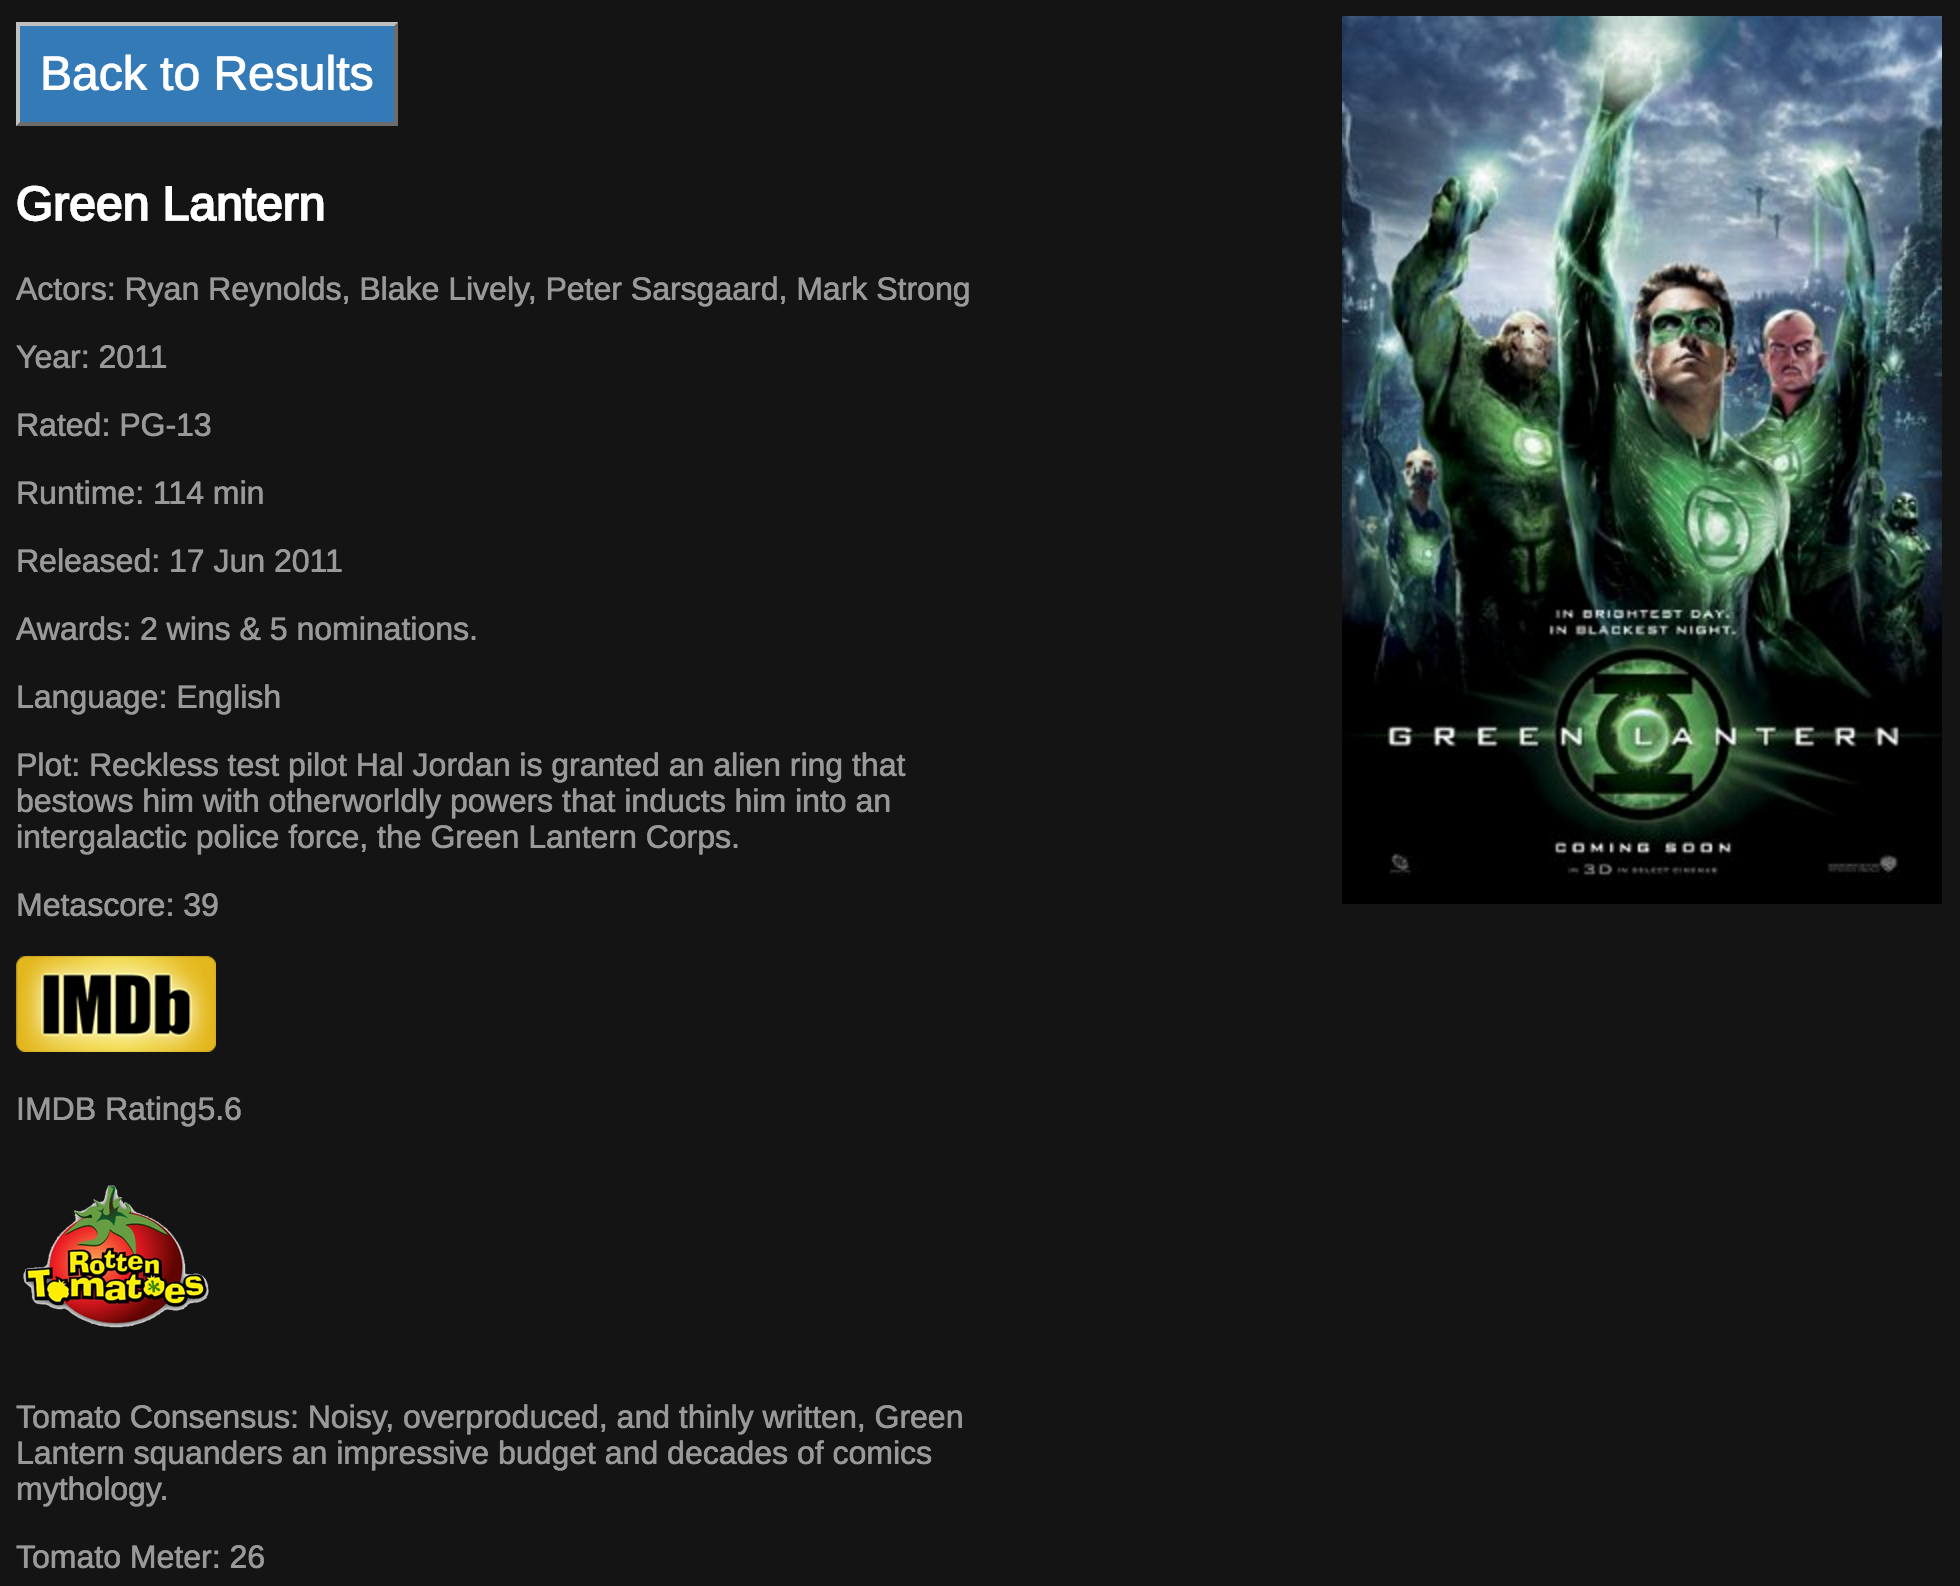 Back to Results
Green Lantern
Actors: Ryan Reynolds, Blake Lively, Peter Sarsgaard, Mark Strong
Year: 2011
Rated: PG-13
Runtime: 114 min
Released: 17 Jun 2011
Awards: 2 wins & 5 nominations.
Language: English
Plot: Reckless test pilot Hal Jordan is granted an alien ring that
bestows him with otherworldly powers that inducts him into an
intergalactic police force, the Green Lantern Corps.
Metascore: 39
IMDb
IMDB Rating5.6
Rotten
Tomatoes
Tomato Consensus: Noisy, overproduced, and thinly written, Green
Lantern squanders an impressive budget and decades of comics
mythology.
Tomato Meter: 26
IN BRIGHTEST DAY.
IN BLACKEST NIGHT.
GREEN LANTERN
COMING SOON
IN 3D IN SELECT CINEMAS